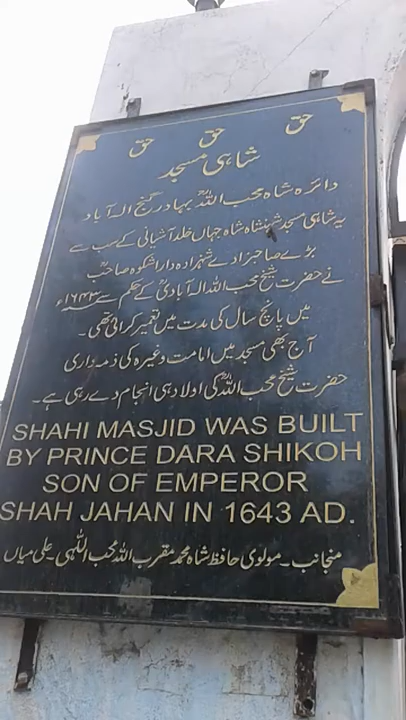 حق حق حق
شاہی مسجد
دائرہ شاہ محب اللہؒ بہادر گنج الہ آباد
یہ شاہی مسجد شہنشاہ شاہ جہاں خلد آشیانی کے سب سے
بڑے صاحبزادے شہزادہ دارا شکوہ صاحب
نے حضرت شیخ محب اللہ الہ آبادیؒ کے حکم سے ۱۶۴۳ء
میں پانچ سال کی مدت میں تعمیر کرائی تھی۔
آج بھی مسجد میں امامت وغیرہ کی ذمہ داری
حضرت شیخ محب اللہؒ کی اولاد ہی انجام دے رہی ہے۔
SHAHI MASJID WAS BUILT
BY PRINCE DARA SHIKOH
SON OF EMPEROR
SHAH JAHAN IN 1643 AD.
منجانب۔ مولوی حافظ شاہ محمد مقرب اللہ محب اللٰہی۔ علی میاں